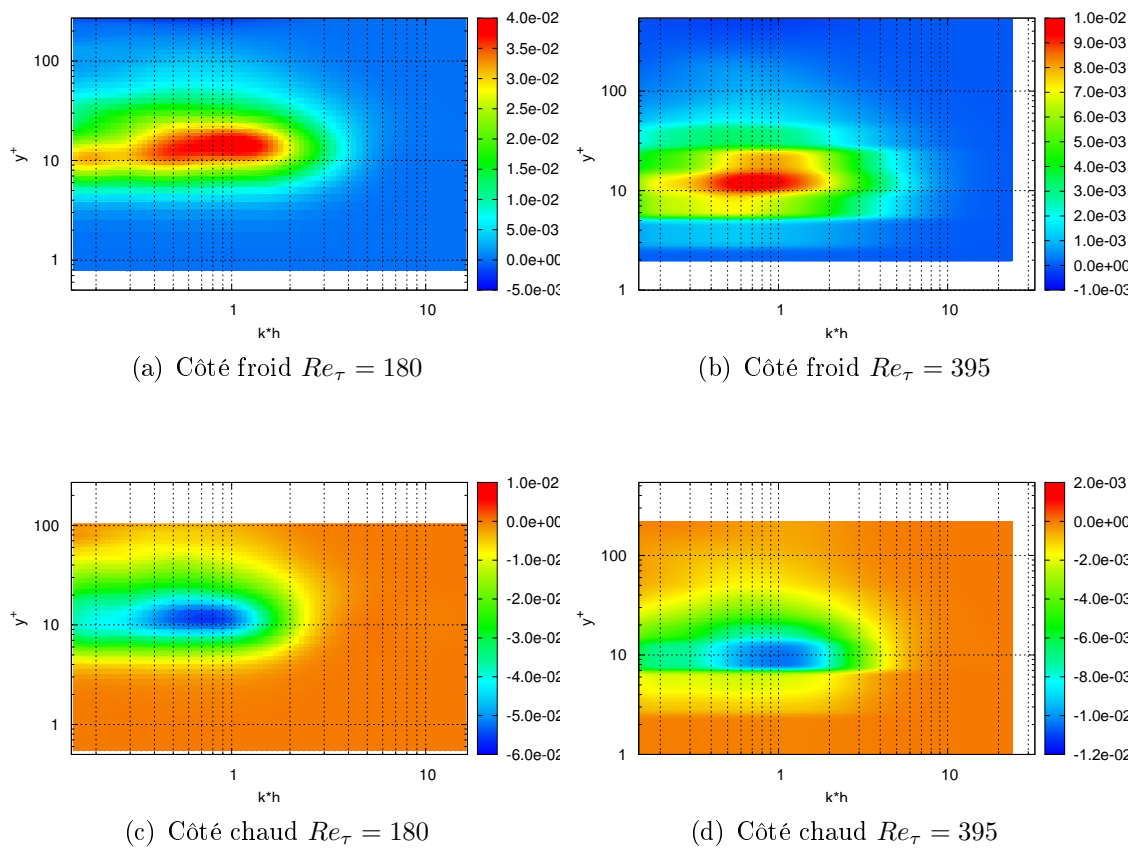 4.0e-02
3.5e-02
3.0e-02
2.5e-02
2.0e-02
1.5e-02
1.0e-02
5.0e-03
0.0e+00
-5.0e-03
100
10
1
y+
1
10
k*h
(a) Côté froid Reτ = 180
1.0e-02
9.0e-03
8.0e-03
7.0e-03
6.0e-03
5.0e-03
4.0e-03
3.0e-03
2.0e-03
1.0e-03
0.0e+00
-1.0e-03
100
10
1
y+
1
10
k*h
(b) Côté froid Reτ = 395
1.0e-02
0.0e+00
-1.0e-02
-2.0e-02
-3.0e-02
-4.0e-02
-5.0e-02
-6.0e-02
100
10
1
y+
1
10
k*h
(c) Côté chaud Reτ = 180
2.0e-03
0.0e+00
-2.0e-03
-4.0e-03
-6.0e-03
-8.0e-03
-1.0e-02
-1.2e-02
100
10
1
y+
1
10
k*h
(d) Côté chaud Reτ = 395